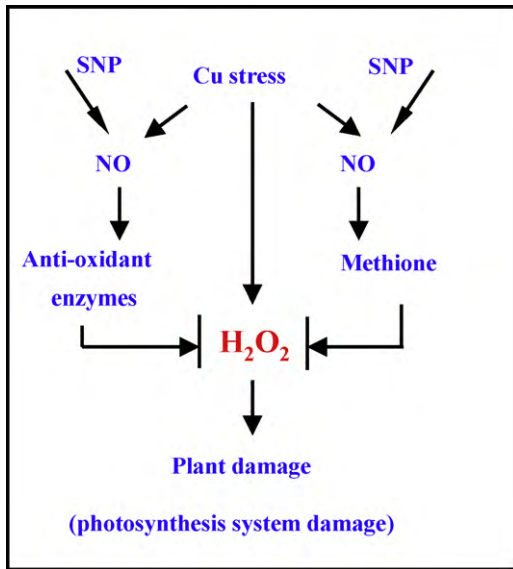 SNP
Cu stress
SNP
NO
NO
Anti-oxidant
enzymes
Methione
H₂O₂
Plant damage
(photosynthesis system damage)